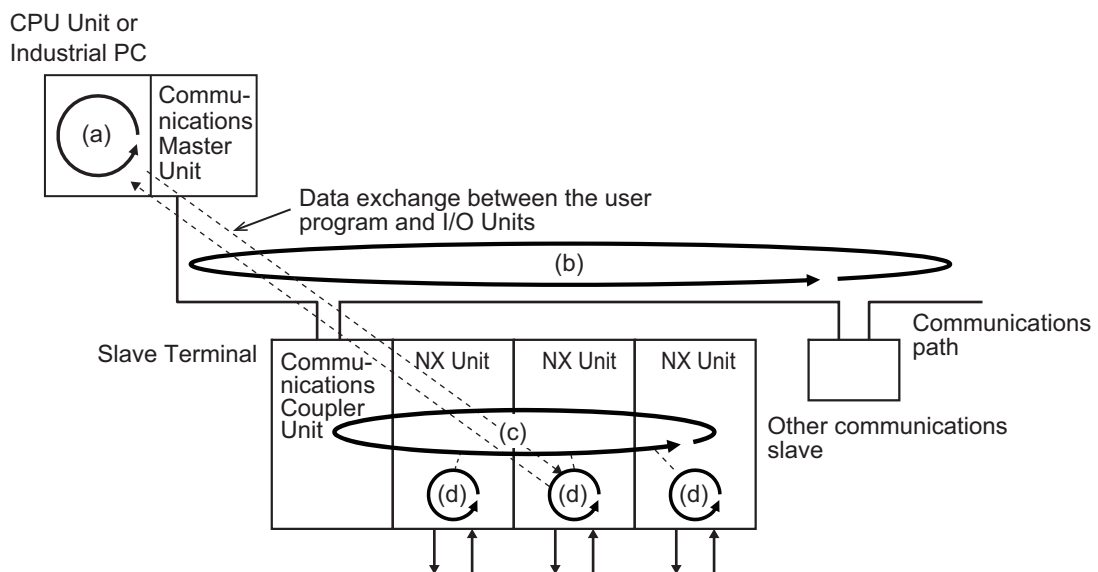 CPU Unit or
Industrial PC
(a)
Commu-
nications
Master
Unit
Data exchange between the user
program and I/O Units
(b)
Communications
path
Slave Terminal
Commu-
nications
Coupler
Unit
NX Unit
NX Unit
NX Unit
(c)
Other communications
slave
(d)
(d)
(d)